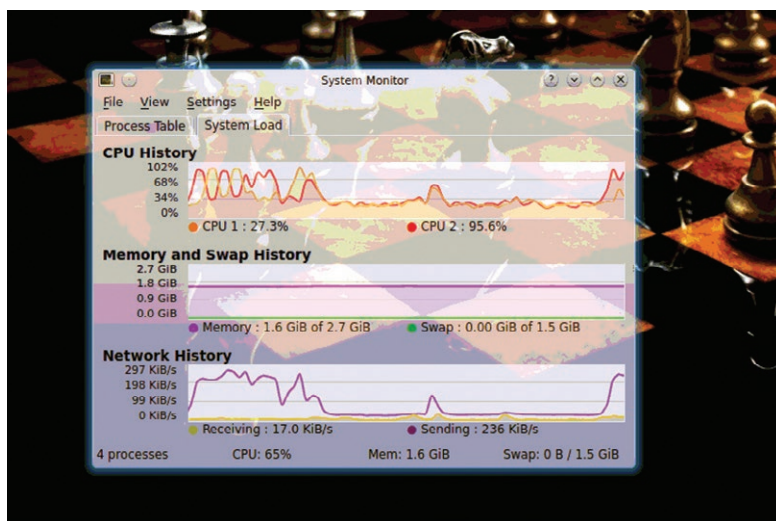 System Monitor
File View Settings Help
Process Table System Load
CPU History
102%
68%
34%
0%
CPU 1 : 27.3% CPU 2 : 95.6%
Memory and Swap History
2.7 GiB
1.8 GiB
0.9 GiB
0.0 GiB
Memory : 1.6 GiB of 2.7 GiB Swap : 0.00 GiB of 1.5 GiB
Network History
297 KiB/s
198 KiB/s
99 KiB/s
0 KiB/s
Receiving : 17.0 KiB/s Sending : 236 KiB/s
4 processes CPU: 65% Mem: 1.6 GiB Swap: 0 B / 1.5 GiB